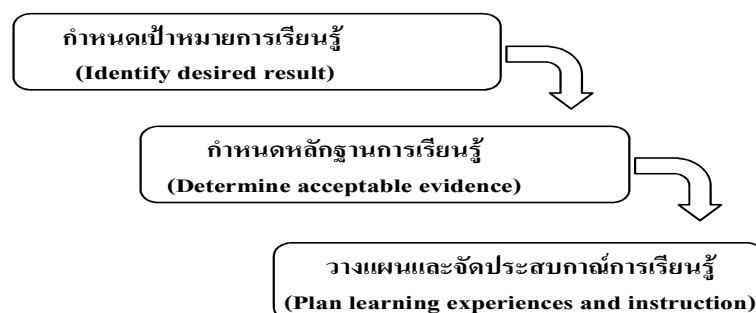 กำหนดเป้าหมายการเรียนรู้
(Identify desired result)
กำหนดหลักฐานการเรียนรู้
(Determine acceptable evidence)
วางแผนและจัดประสบกาณ์การเรียนรู้
(Plan learning experiences and instruction)